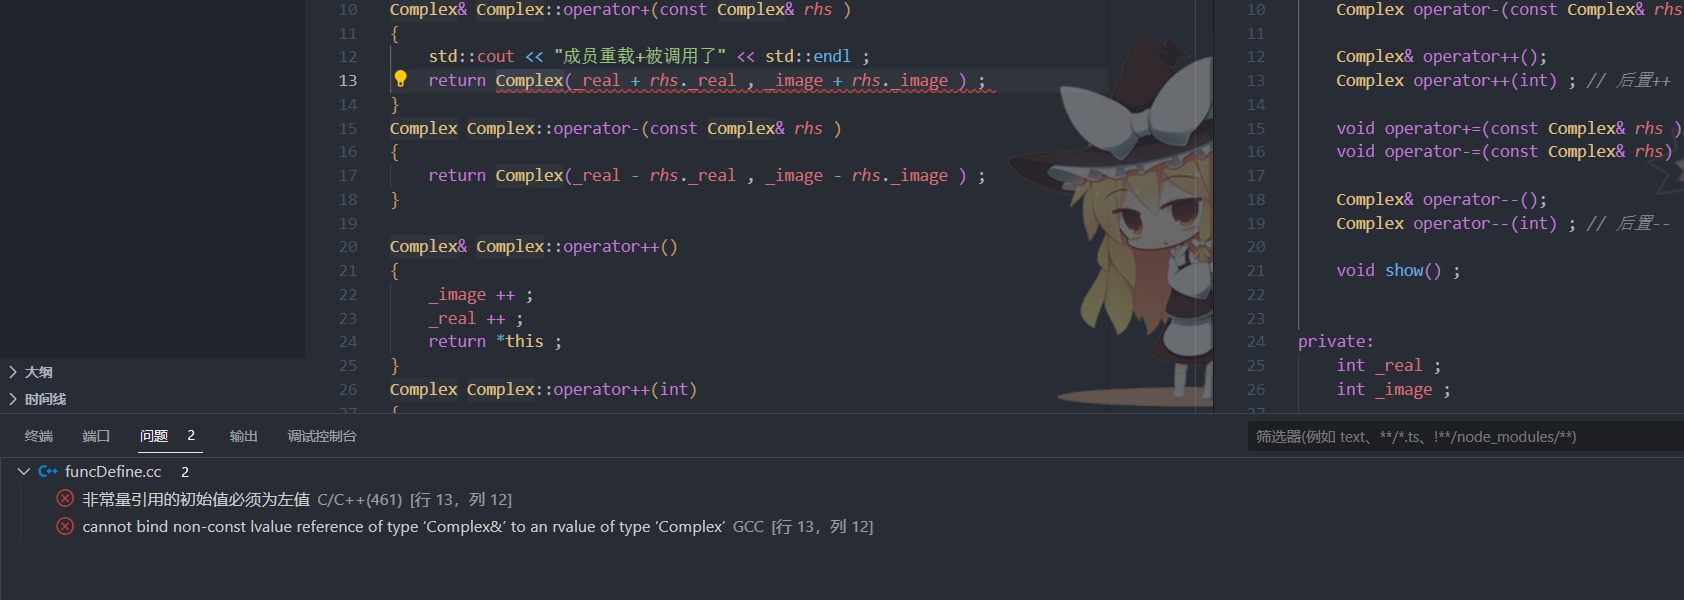 10 Complex& Complex::operator+(const Complex& rhs )
11 {
12 std::cout << "成员重载+被调用了" << std::endl ;
13 return Complex(_real + rhs._real , _image + rhs._image ) ;
14 }
15 Complex Complex::operator-(const Complex& rhs )
16 {
17 return Complex(_real - rhs._real , _image - rhs._image ) ;
18 }
19
20 Complex& Complex::operator++()
21 {
22 _image ++ ;
23 _real ++ ;
24 return *this ;
25 }
26 Complex Complex::operator++(int)
27 {
10 Complex operator-(const Complex& rhs
11
12 Complex& operator++();
13 Complex operator++(int) ; // 后置++
14
15 void operator+=(const Complex& rhs )
16 void operator-=(const Complex& rhs)
17
18 Complex& operator--();
19 Complex operator--(int) ; // 后置--
20
21 void show() ;
22
23
24 private:
25 int _real ;
26 int _image ;
27
大纲
时间线
终端 端口 问题 2 输出 调试控制台
筛选器(例如 text、**/*.ts、!**/node_modules/**)
C++ funcDefine.cc 2
非常量引用的初始值必须为左值 C/C++(461) [行 13，列 12]
cannot bind non-const lvalue reference of type ‘Complex&’ to an rvalue of type ‘Complex’ GCC [行 13，列 12]